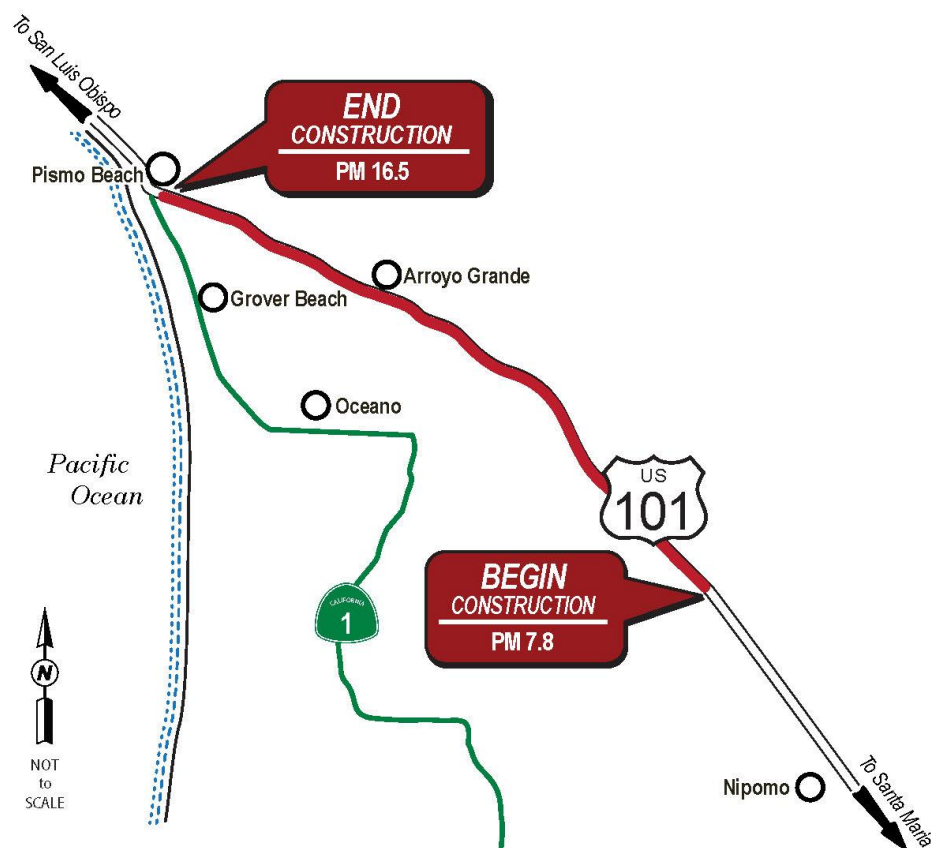 To San Luis Obispo
END
CONSTRUCTION
PM 16.5
Pismo Beach
Arroyo Grande
Grover Beach
Oceano
Pacific
Ocean
US
101
BEGIN
CONSTRUCTION
PM 7.8
CALIFORNIA
1
N
NOT
to
SCALE
Nipomo
To Santa Maria